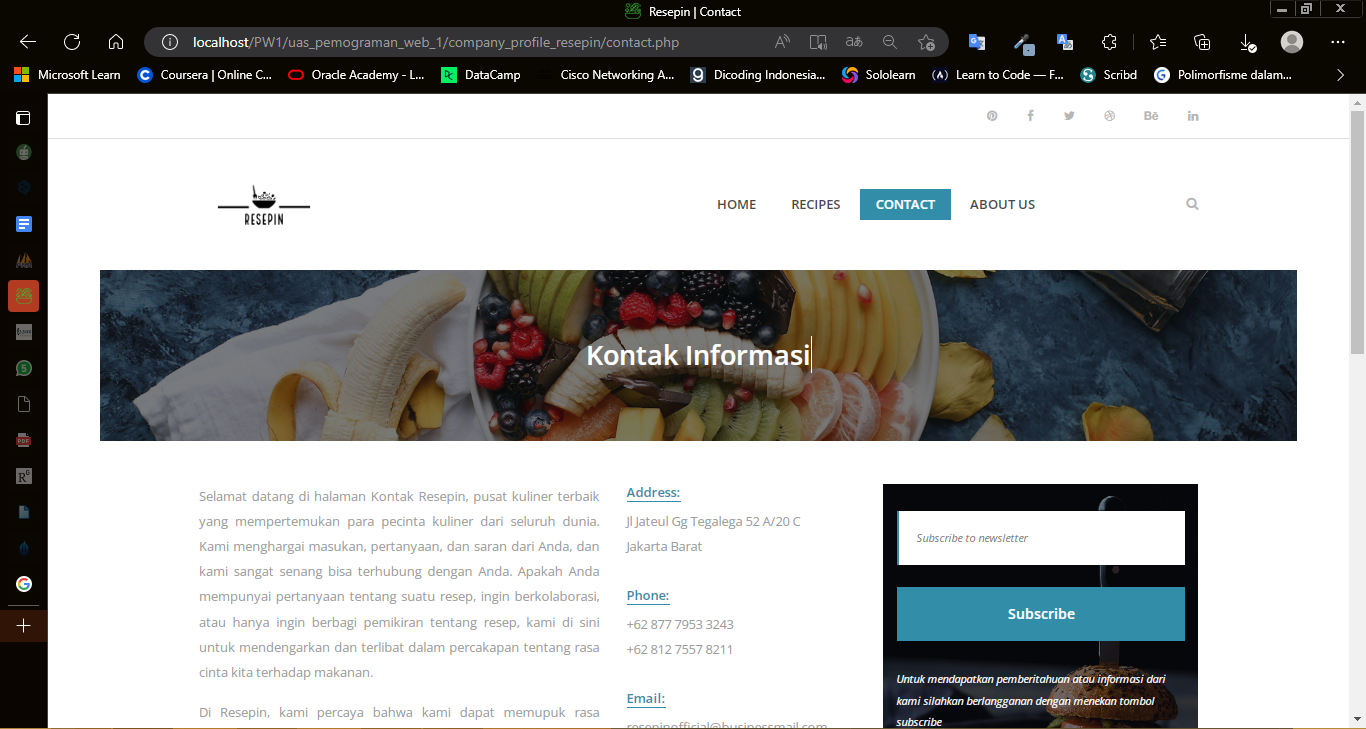 Resepin | Contact
localhost/PW1/uas_pemograman_web_1/company_profile_resepin/contact.php
Microsoft Learn
Coursera | Online C...
Oracle Academy - L...
DataCamp
Cisco Networking A...
Dicoding Indonesia...
Sololearn
Learn to Code — F...
Scribd
Polimorfisme dalam...
RESEPIN
HOME
RECIPES
CONTACT
ABOUT US
Kontak Informasi
Selamat datang di halaman Kontak Resepin, pusat kuliner terbaik
yang mempertemukan para pecinta kuliner dari seluruh dunia.
Kami menghargai masukan, pertanyaan, dan saran dari Anda, dan
kami sangat senang bisa terhubung dengan Anda. Apakah Anda
mempunyai pertanyaan tentang suatu resep, ingin berkolaborasi,
atau hanya ingin berbagi pemikiran tentang resep, kami di sini
untuk mendengarkan dan terlibat dalam percakapan tentang rasa
cinta kita terhadap makanan.
Di Resepin, kami percaya bahwa kami dapat memupuk rasa
Address:
Jl Jateul Gg Tegalega 52 A/20 C
Jakarta Barat
Phone:
+62 877 7953 3243
+62 812 7557 8211
Email:
resepinofficial@businessmail.com
Subscribe to newsletter
Subscribe
Untuk mendapatkan pemberitahuan atau informasi dari
kami silahkan berlangganan dengan menekan tombol
subscribe